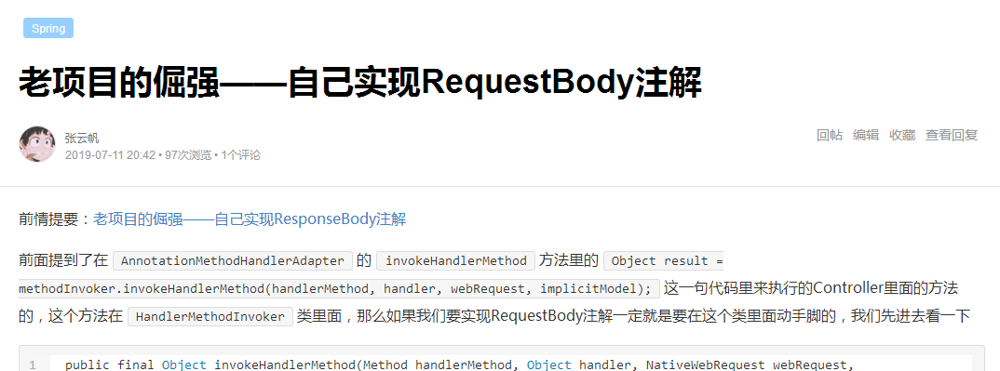 Spring
老项目的倔强——自己实现RequestBody注解
张云帆
2019-07-11 20:42 • 97次浏览 • 1个评论
回帖 编辑 收藏 查看回复
前情提要：老项目的倔强——自己实现ResponseBody注解
前面提到了在 AnnotationMethodHandlerAdapter 的 invokeHandlerMethod 方法里的 Object result =
methodInvoker.invokeHandlerMethod(handlerMethod, handler, webRequest, implicitModel); 这一句代码里来执行的Controller里面的方法
的，这个方法在 HandlerMethodInvoker 类里面，那么如果我们要实现RequestBody注解一定就是要在这个类里面动手脚的，我们先进去看一下
1 public final Object invokeHandlerMethod(Method handlerMethod, Object handler, NativeWebRequest webRequest,